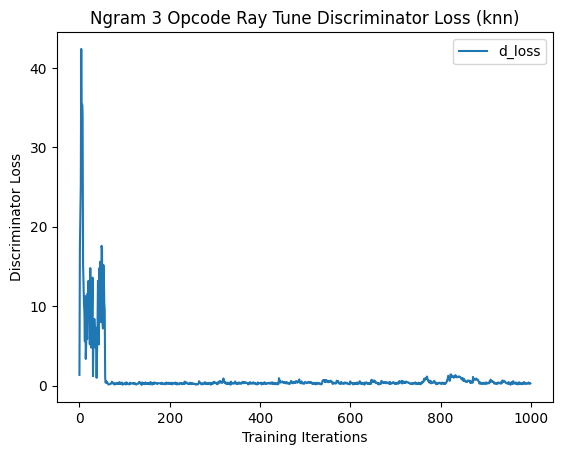 Ngram 3 Opcode Ray Tune Discriminator Loss (knn)
d_loss
Discriminator Loss
40
30
20
10
0
0 200 400 600 800 1000
Training Iterations